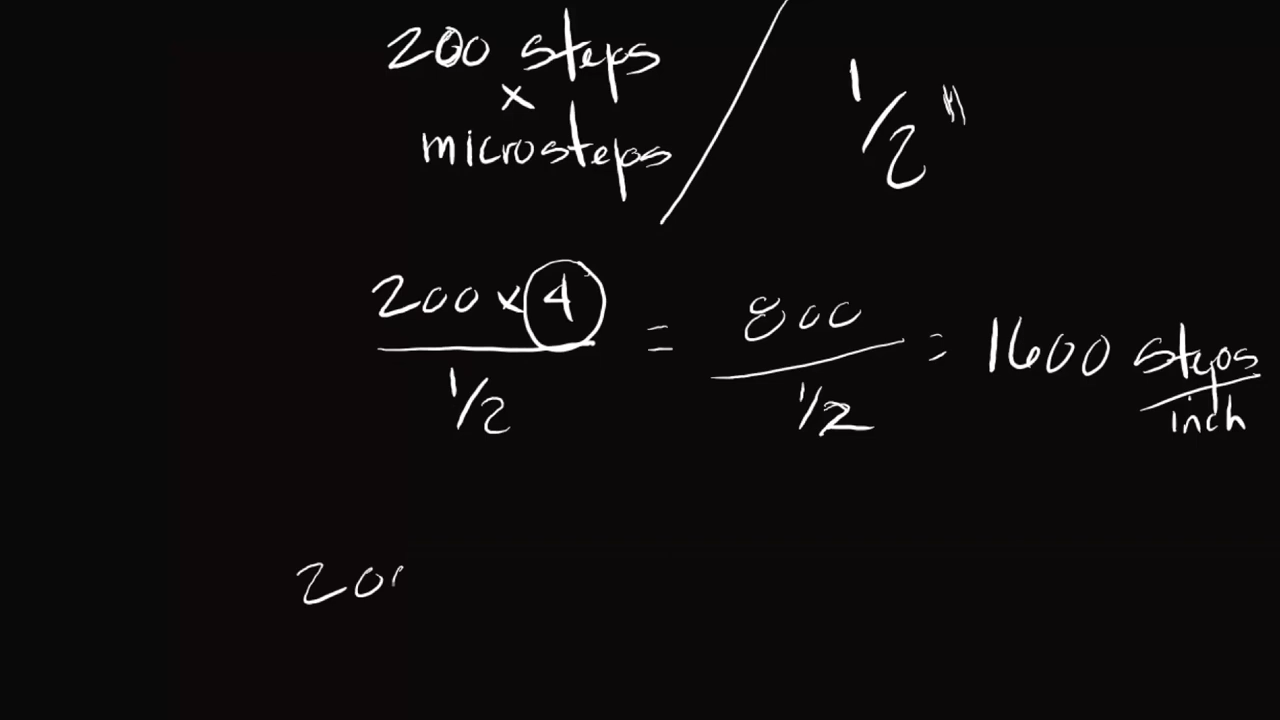 200 steps / 1/2"
x
microsteps
200 x 4 / 1/2 = 800 / 1/2 = 1600 steps / inch
20